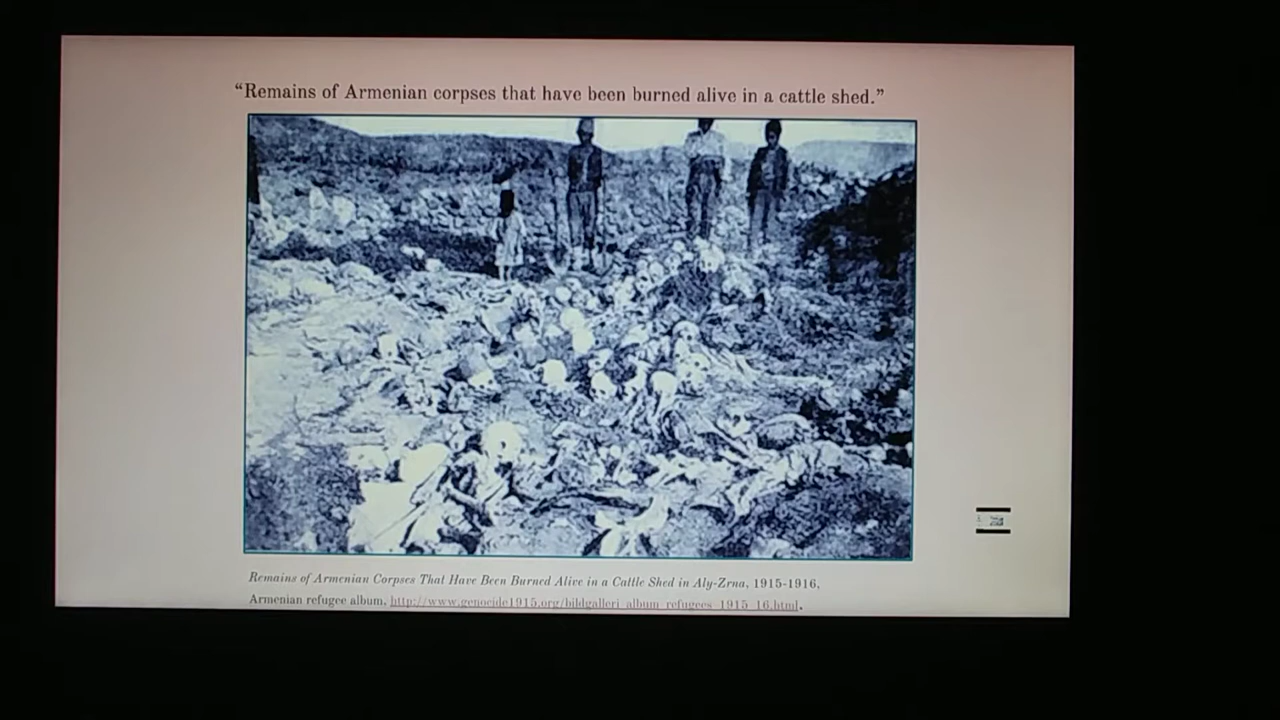 “Remains of Armenian corpses that have been burned alive in a cattle shed.”
Remains of Armenian Corpses That Have Been Burned Alive in a Cattle Shed in Aly-Zrna, 1915-1916,
Armenian refugee album, http://www.genocide1915.org/bildgalleri_album_refugees_1915_16.html.